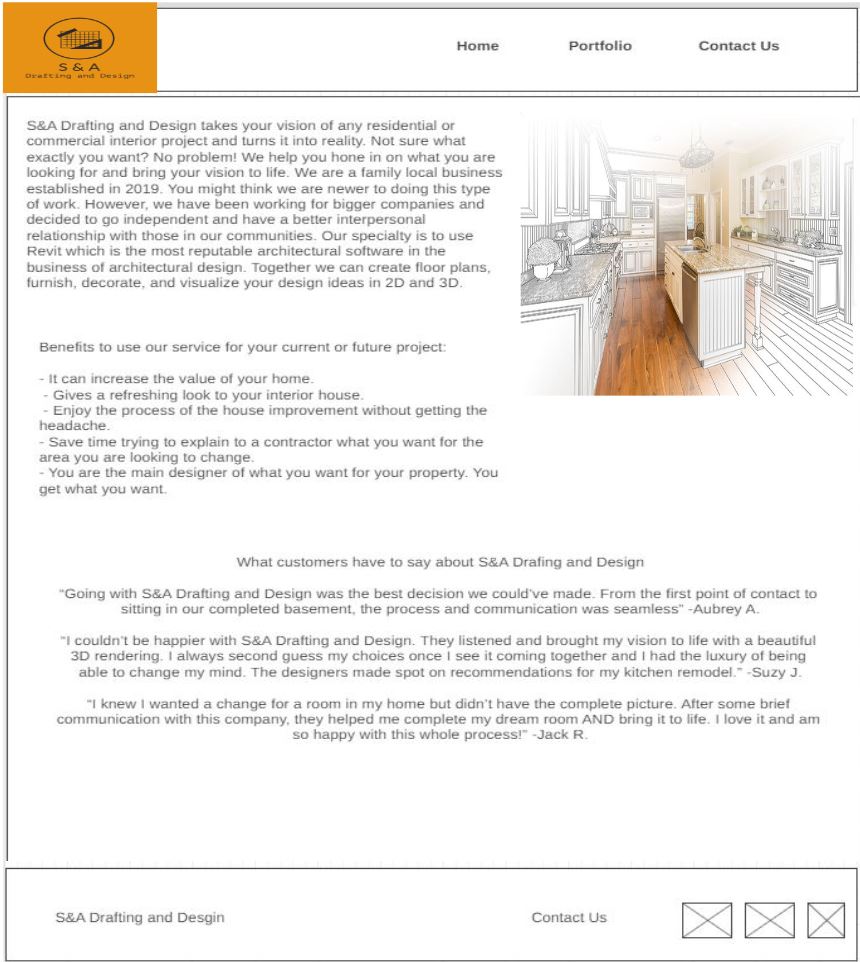 S & A
Drafting and Design
Home
Portfolio
Contact Us
S&A Drafting and Design takes your vision of any residential or
commercial interior project and turns it into reality. Not sure what
exactly you want? No problem! We help you hone in on what you are
looking for and bring your vision to life. We are a family local business
established in 2019. You might think we are newer to doing this type
of work. However, we have been working for bigger companies and
decided to go independent and have a better interpersonal
relationship with those in our communities. Our specialty is to use
Revit which is the most reputable architectural software in the
business of architectural design. Together we can create floor plans,
furnish, decorate, and visualize your design ideas in 2D and 3D.
Benefits to use our service for your current or future project:
- It can increase the value of your home.
- Gives a refreshing look to your interior house.
- Enjoy the process of the house improvement without getting the
headache.
- Save time trying to explain to a contractor what you want for the
area you are looking to change.
- You are the main designer of what you want for your property. You
get what you want.
What customers have to say about S&A Drafing and Design
“Going with S&A Drafting and Design was the best decision we could've made. From the first point of contact to
sitting in our completed basement, the process and communication was seamless” -Aubrey A.
“I couldn't be happier with S&A Drafting and Design. They listened and brought my vision to life with a beautiful
3D rendering. I always second guess my choices once I see it coming together and I had the luxury of being
able to change my mind. The designers made spot on recommendations for my kitchen remodel.” -Suzy J.
“I knew I wanted a change for a room in my home but didn't have the complete picture. After some brief
communication with this company, they helped me complete my dream room AND bring it to life. I love it and am
so happy with this whole process!” -Jack R.
S&A Drafting and Desgin
Contact Us